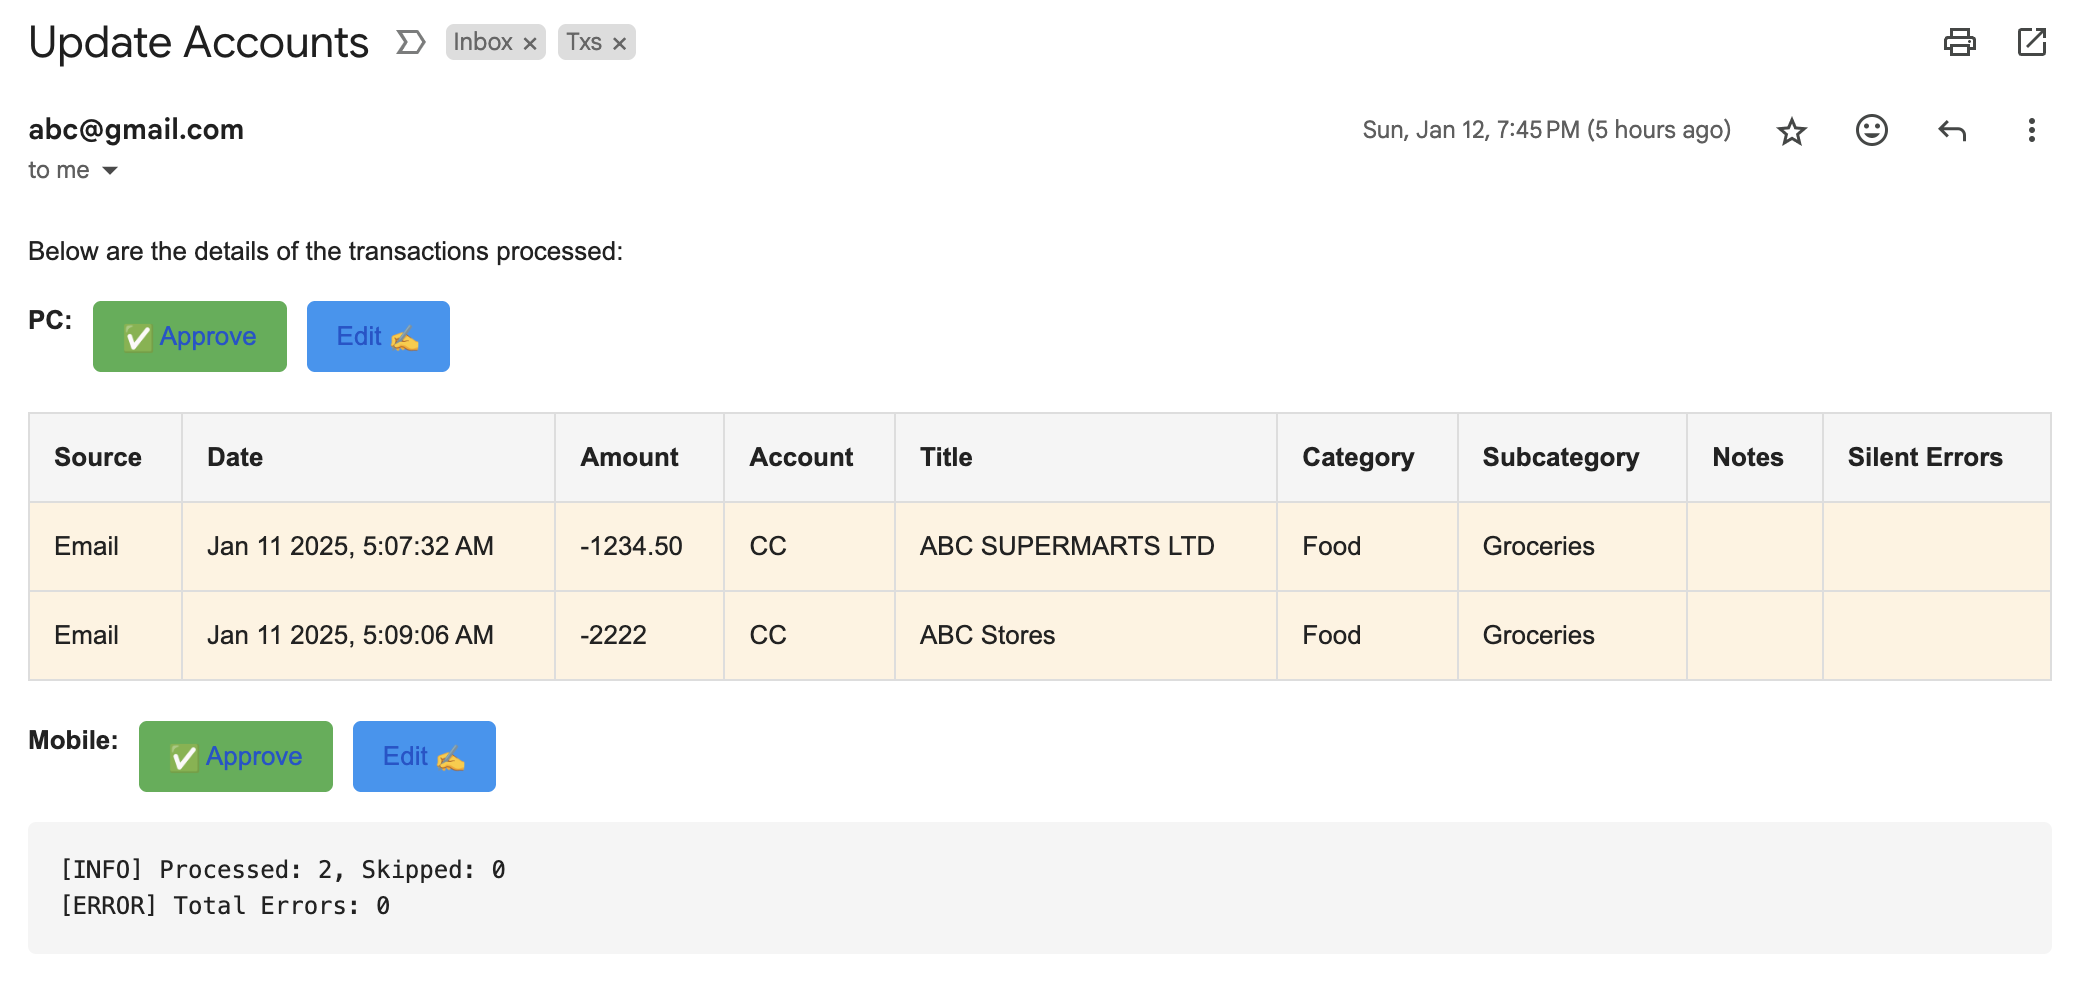 Update Accounts Inbox × Txs ×
abc@gmail.com Sun, Jan 12, 7:45 PM (5 hours ago)
to me
Below are the details of the transactions processed:
PC: ✅ Approve Edit ✍️
Source Date Amount Account Title Category Subcategory Notes Silent Errors
Email Jan 11 2025, 5:07:32 AM -1234.50 CC ABC SUPERMARTS LTD Food Groceries
Email Jan 11 2025, 5:09:06 AM -2222 CC ABC Stores Food Groceries
Mobile: ✅ Approve Edit ✍️
[INFO] Processed: 2, Skipped: 0
[ERROR] Total Errors: 0